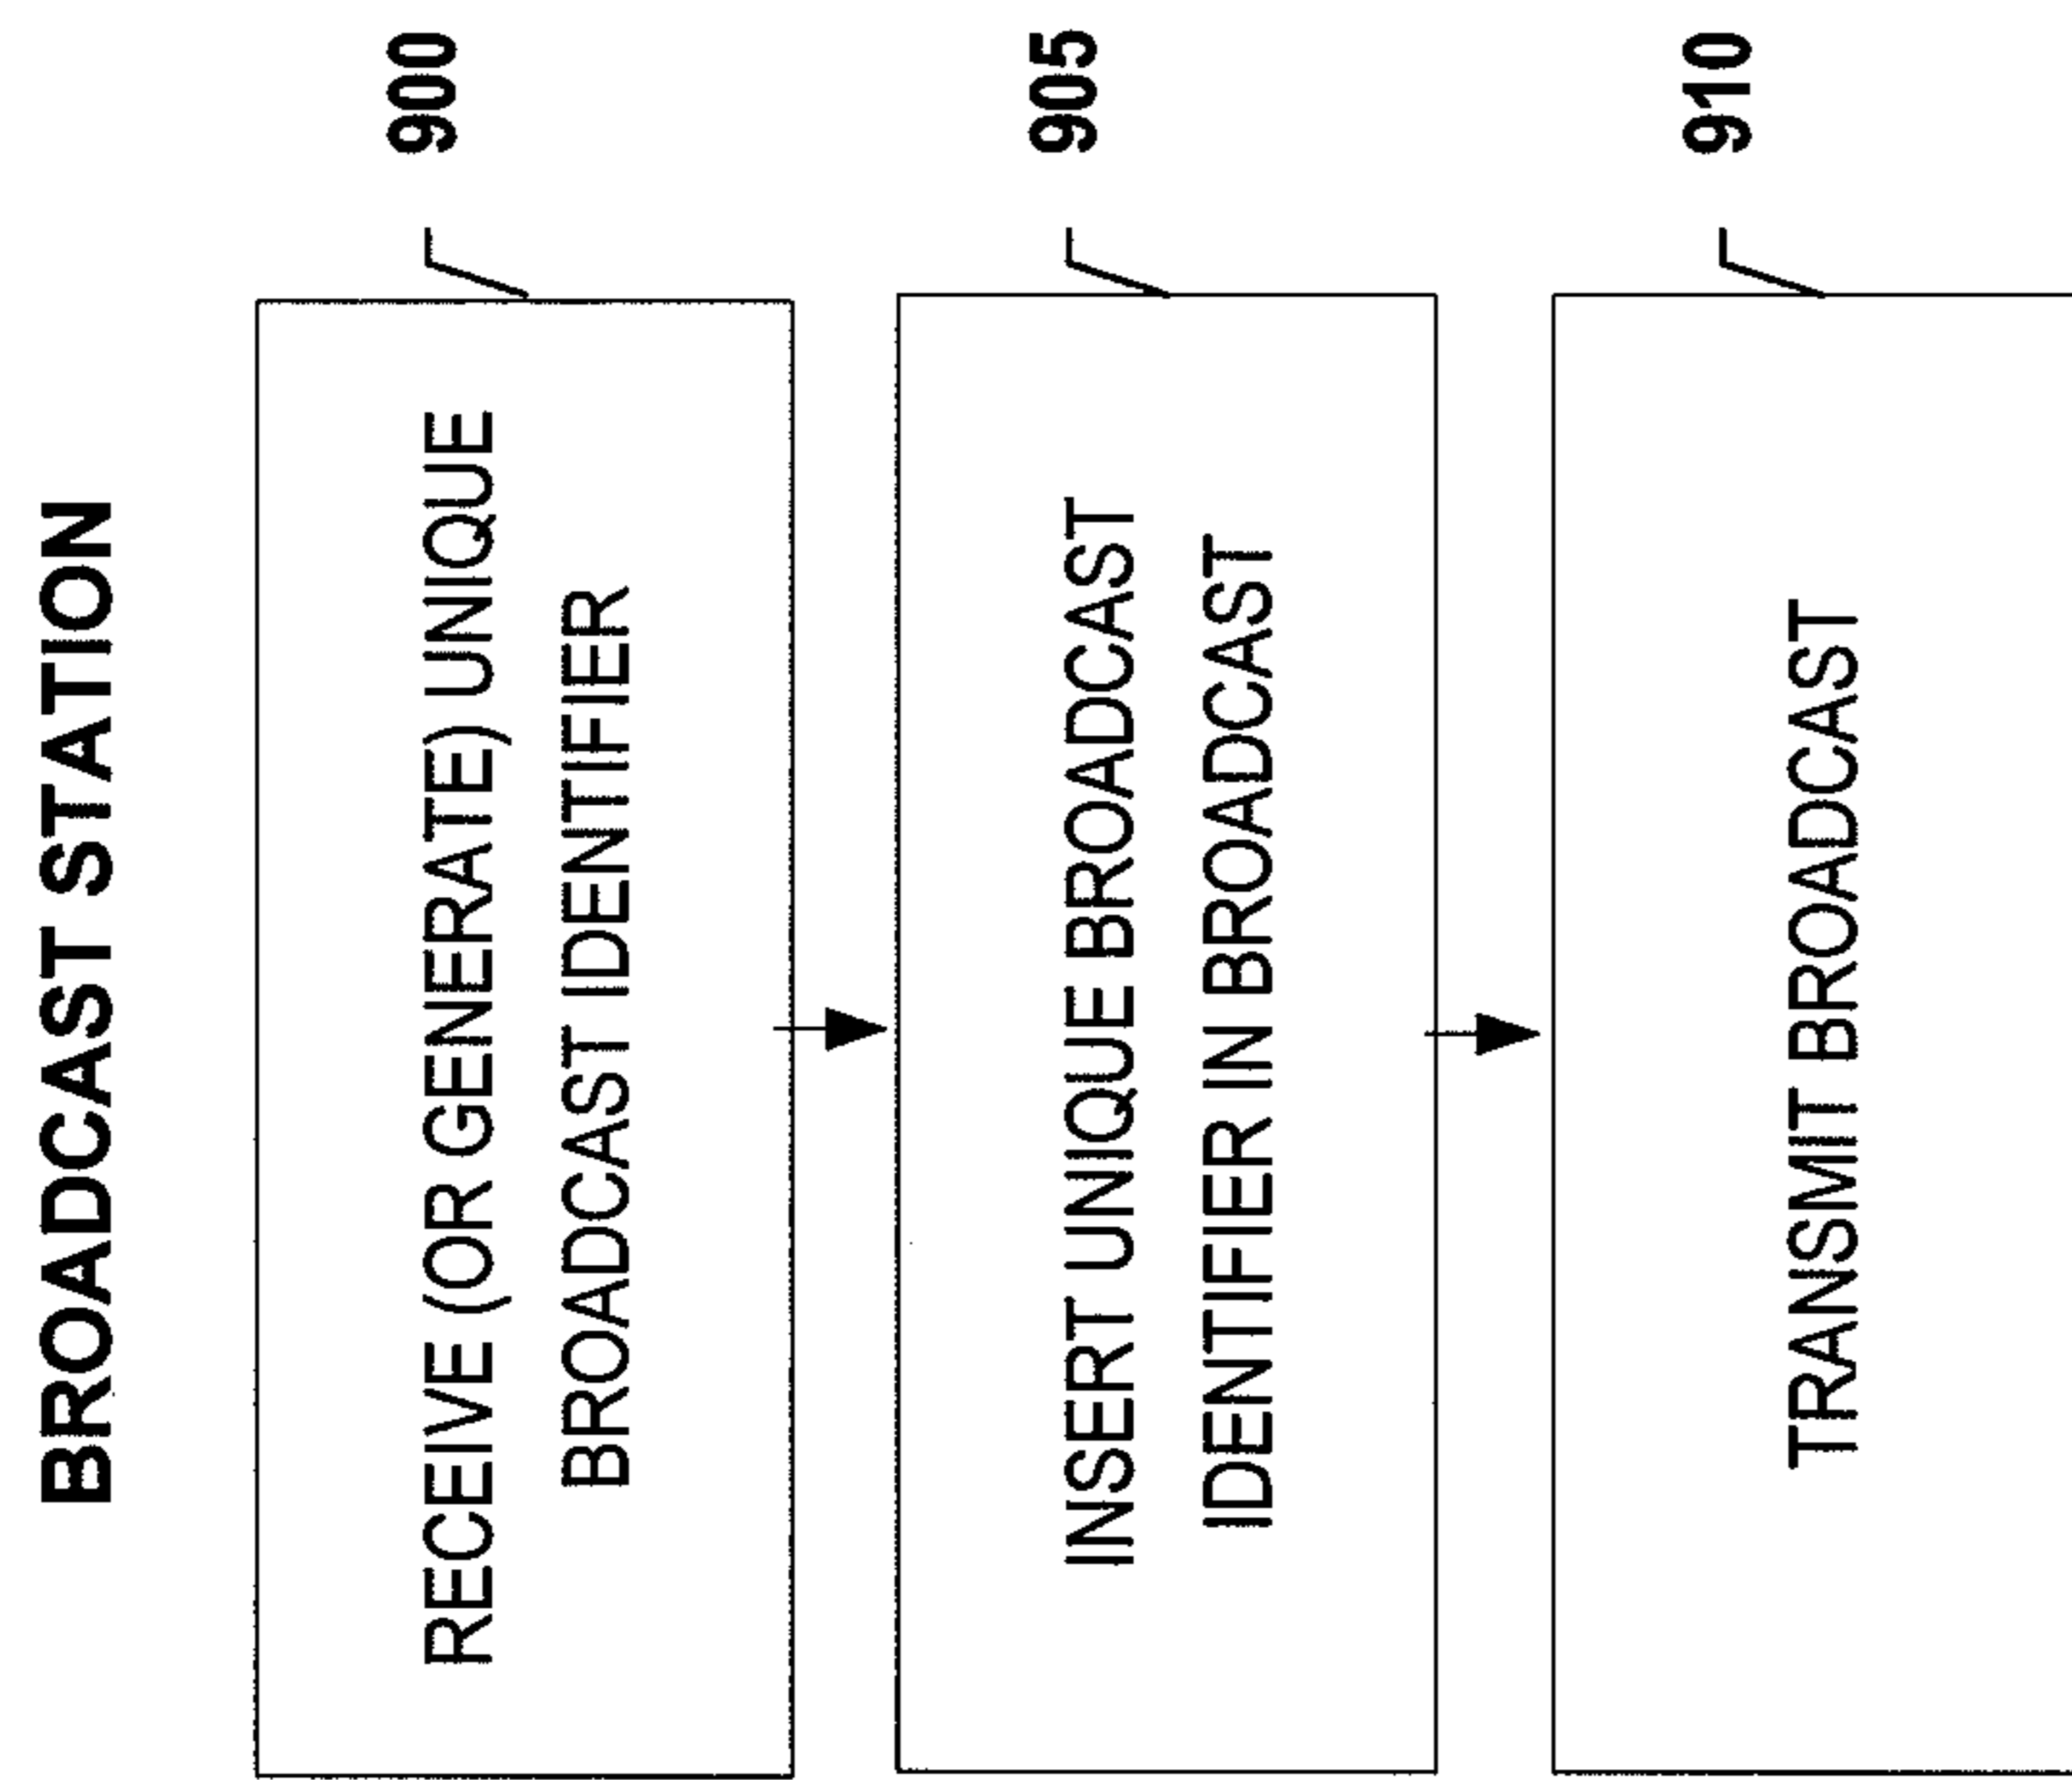 BROADCAST STATION
900
RECEIVE (OR GENERATE) UNIQUE
BROADCAST IDENTIFIER
905
INSERT UNIQUE BROADCAST
IDENTIFIER IN BROADCAST
910
TRANSMIT BROADCAST